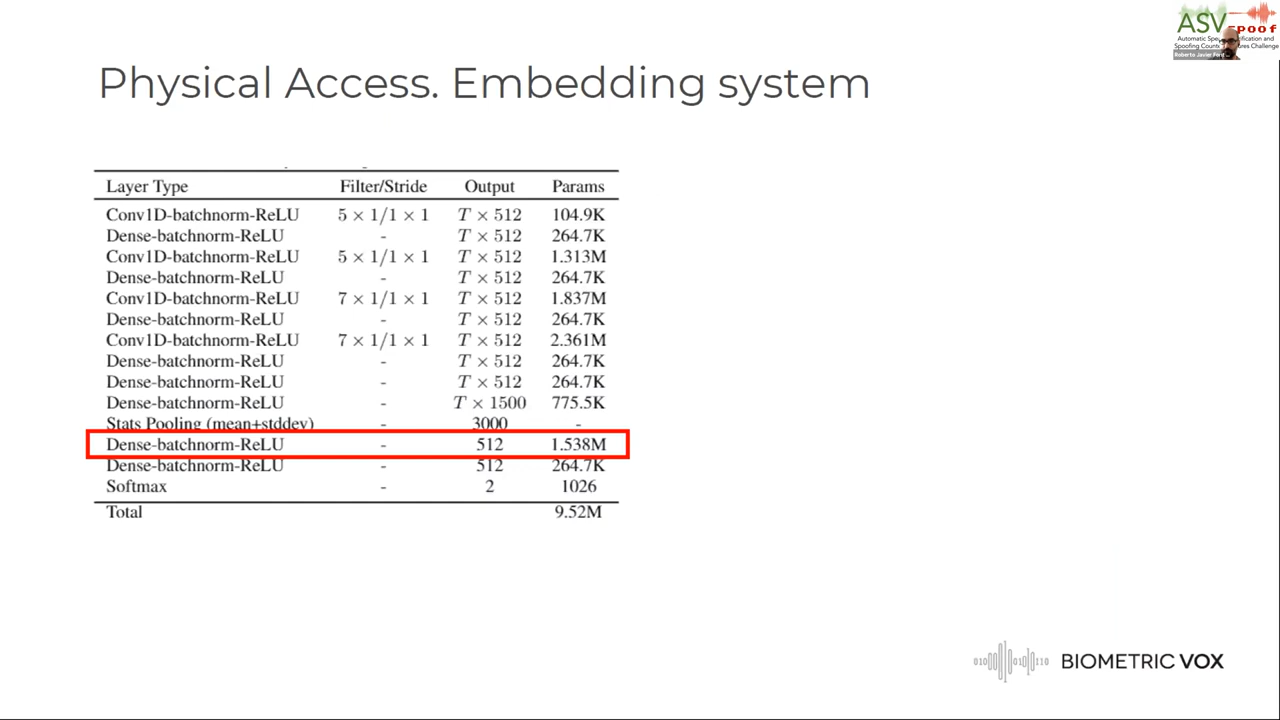 ASV spoof
Automatic Speaker Verification and
Spoofing Countermeasures Challenge
Roberto Javier
Physical Access. Embedding system
Layer Type Filter/Stride Output Params
Conv1D-batchnorm-ReLU 5 × 1/1 × 1 T × 512 104.9K
Dense-batchnorm-ReLU - T × 512 264.7K
Conv1D-batchnorm-ReLU 5 × 1/1 × 1 T × 512 1.313M
Dense-batchnorm-ReLU - T × 512 264.7K
Conv1D-batchnorm-ReLU 7 × 1/1 × 1 T × 512 1.837M
Dense-batchnorm-ReLU - T × 512 264.7K
Conv1D-batchnorm-ReLU 7 × 1/1 × 1 T × 512 2.361M
Dense-batchnorm-ReLU - T × 512 264.7K
Dense-batchnorm-ReLU - T × 512 264.7K
Dense-batchnorm-ReLU - T × 1500 775.5K
Stats Pooling (mean+stddev) - 3000 -
Dense-batchnorm-ReLU - 512 1.538M
Dense-batchnorm-ReLU - 512 264.7K
Softmax - 2 1026
Total 9.52M
010 010 0110 BIOMETRIC VOX